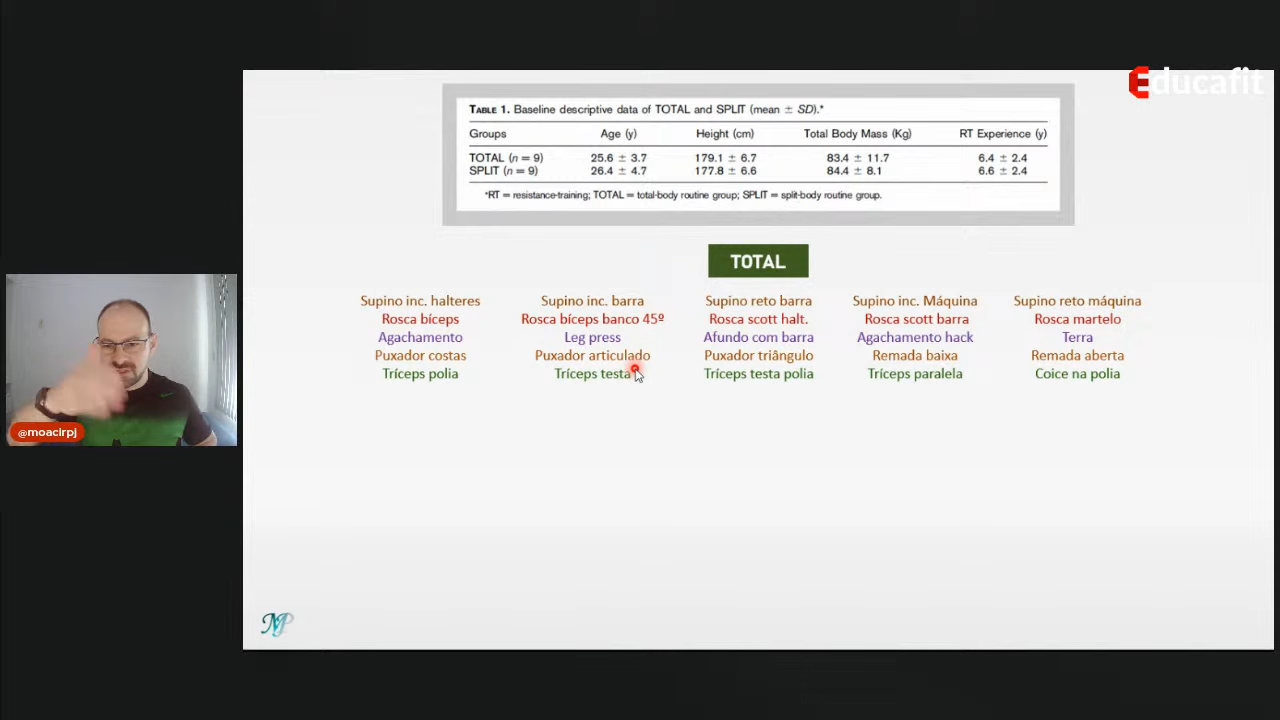 Educafit
TABLE 1. Baseline descriptive data of TOTAL and SPLIT (mean ± SD).*
Groups Age (y) Height (cm) Total Body Mass (Kg) RT Experience (y)
TOTAL (n = 9) 25.6 ± 3.7 179.1 ± 6.7 83.4 ± 11.7 6.4 ± 2.4
SPLIT (n = 9) 26.4 ± 4.7 177.8 ± 6.6 84.4 ± 8.1 6.6 ± 2.4
*RT = resistance-training; TOTAL = total-body routine group; SPLIT = split-body routine group.
TOTAL
Supino inc. halteres Supino inc. barra Supino reto barra Supino inc. Máquina Supino reto máquina
Rosca bíceps Rosca bíceps banco 45º Rosca scott halt. Rosca scott barra Rosca martelo
Agachamento Leg press Afundo com barra Agachamento hack Terra
Puxador costas Puxador articulado Puxador triângulo Remada baixa Remada aberta
Tríceps polia Tríceps testa Tríceps testa polia Tríceps paralela Coice na polia
@moacirpj
MP